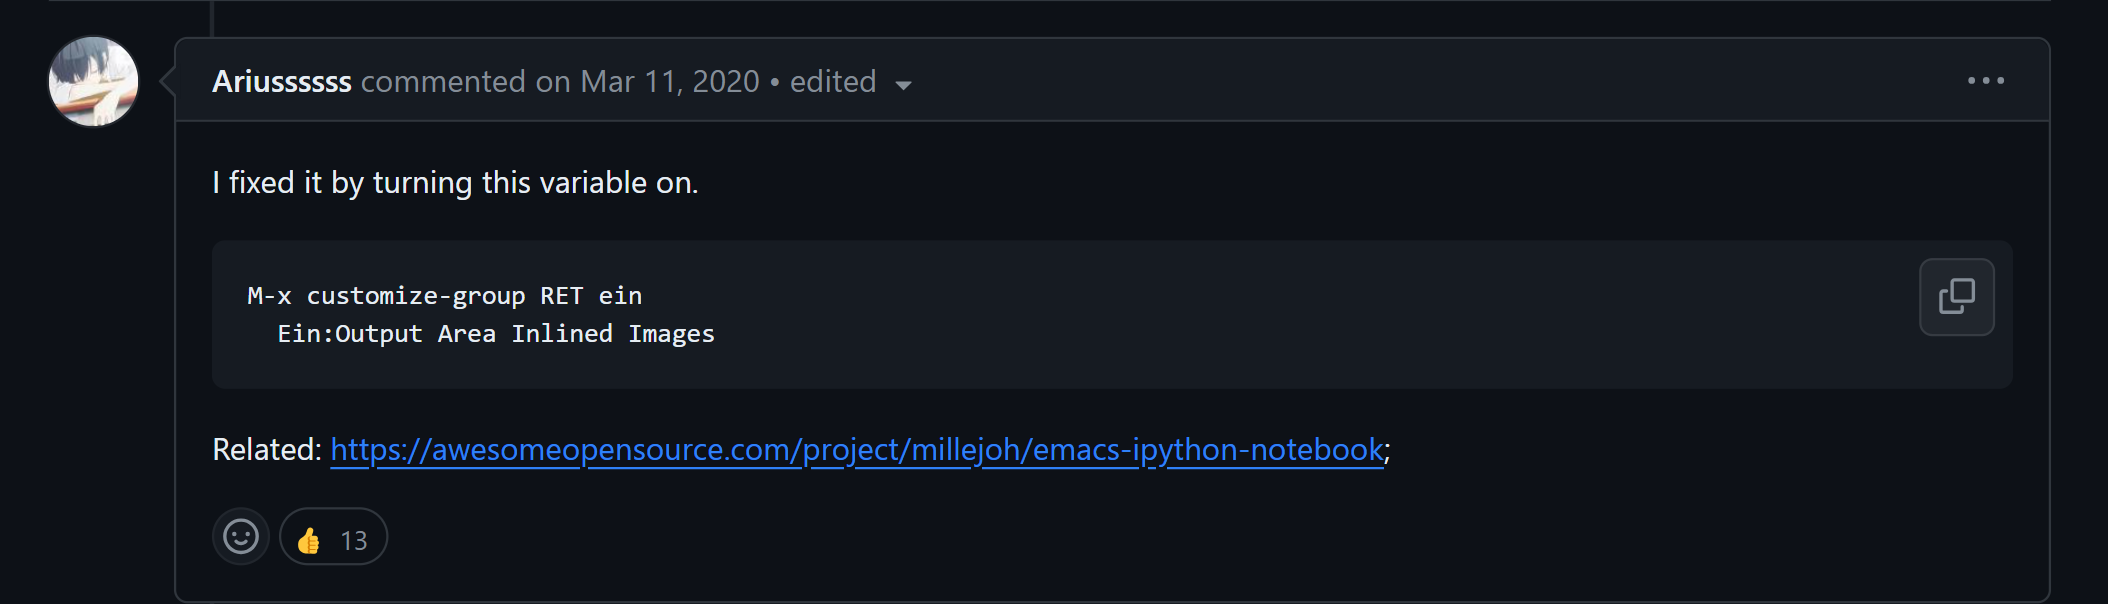 Ariussssss commented on Mar 11, 2020 • edited
I fixed it by turning this variable on.
M-x customize-group RET ein
  Ein:Output Area Inlined Images
Related: https://awesomeopensource.com/project/millejoh/emacs-ipython-notebook;
👍 13